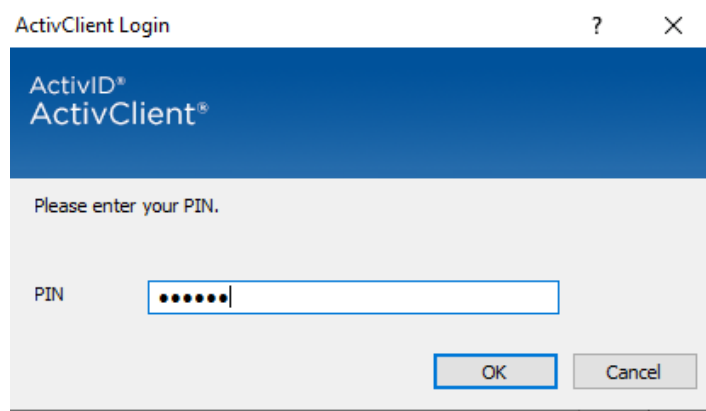 ActivClient Login ? ✕
ActivID®
ActivClient®
Please enter your PIN.
PIN ●●●●●●
OK Cancel